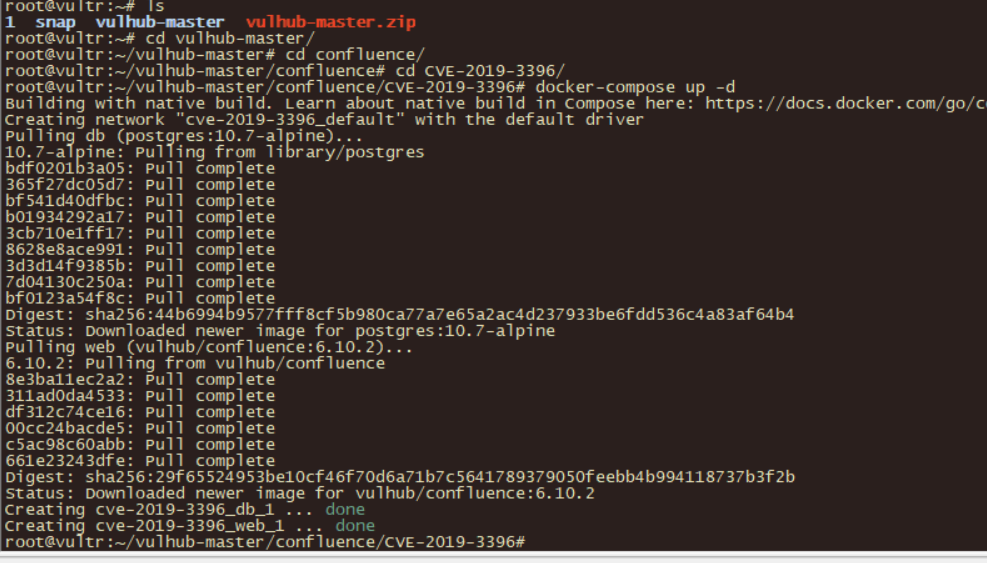 root@vultr:~# ls
1 snap vulhub-master vulhub-master.zip
root@vultr:~# cd vulhub-master/
root@vultr:~/vulhub-master# cd confluence/
root@vultr:~/vulhub-master/confluence# cd CVE-2019-3396/
root@vultr:~/vulhub-master/confluence/CVE-2019-3396# docker-compose up -d
Building with native build. Learn about native build in Compose here: https://docs.docker.com/go/c
Creating network "cve-2019-3396_default" with the default driver
Pulling db (postgres:10.7-alpine)...
10.7-alpine: Pulling from library/postgres
bdf0201b3a05: Pull complete
365f27dc05d7: Pull complete
bf541d40dfbc: Pull complete
b01934292a17: Pull complete
3cb710e1ff17: Pull complete
8628e8ace991: Pull complete
3d3d14f9385b: Pull complete
7d04130c250a: Pull complete
bf0123a54f8c: Pull complete
Digest: sha256:44b6994b9577fff8cf5b980ca77a7e65a2ac4d237933be6fdd536c4a83af64b4
Status: Downloaded newer image for postgres:10.7-alpine
Pulling web (vulhub/confluence:6.10.2)...
6.10.2: Pulling from vulhub/confluence
8e3ba11ec2a2: Pull complete
311ad0da4533: Pull complete
df312c74ce16: Pull complete
00cc24bacde5: Pull complete
c5ac98c60abb: Pull complete
661e23243dfe: Pull complete
Digest: sha256:29f65524953be10cf46f70d6a71b7c5641789379050feebb4b994118737b3f2b
Status: Downloaded newer image for vulhub/confluence:6.10.2
Creating cve-2019-3396_db_1 ... done
Creating cve-2019-3396_web_1 ... done
root@vultr:~/vulhub-master/confluence/CVE-2019-3396#